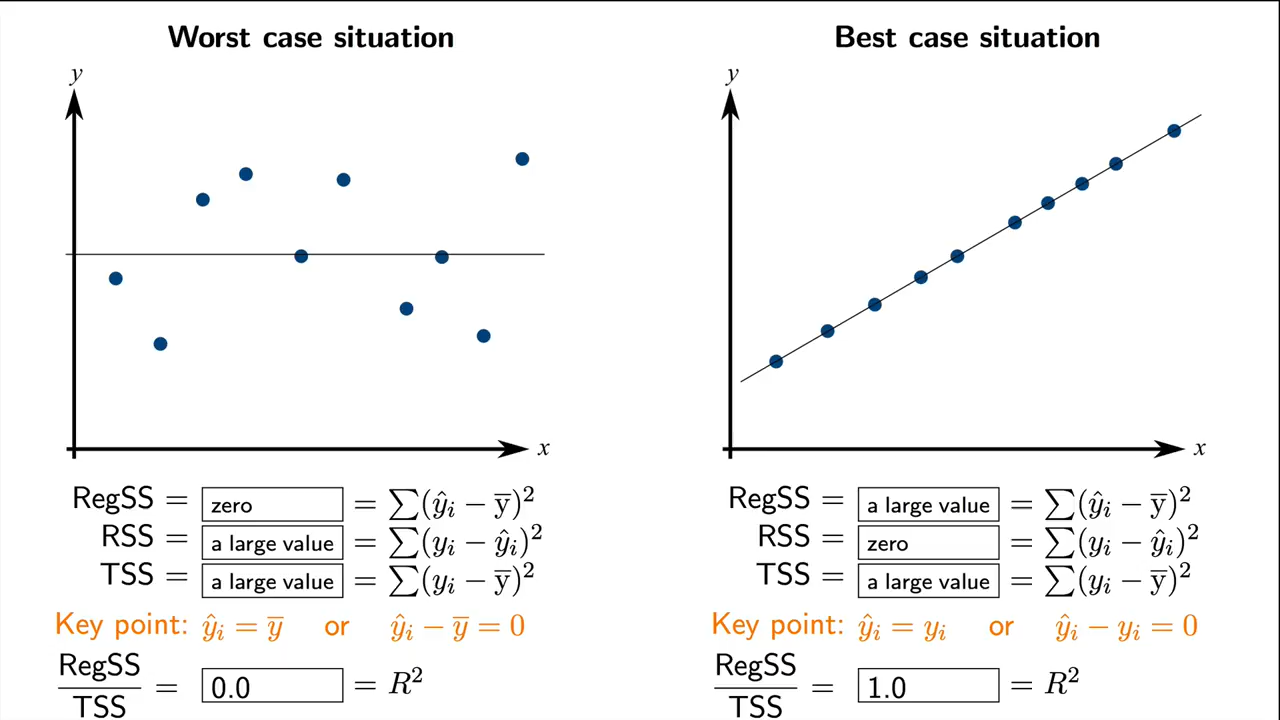 Worst case situation
y
x
RegSS = zero = ∑(ŷᵢ − y̅)²
RSS = a large value = ∑(yᵢ − ŷᵢ)²
TSS = a large value = ∑(yᵢ − y̅)²
Key point: ŷᵢ = y̅ or ŷᵢ − y̅ = 0
RegSS/TSS = 0.0 = R²
Best case situation
y
x
RegSS = a large value = ∑(ŷᵢ − y̅)²
RSS = zero = ∑(yᵢ − ŷᵢ)²
TSS = a large value = ∑(yᵢ − y̅)²
Key point: ŷᵢ = yᵢ or ŷᵢ − yᵢ = 0
RegSS/TSS = 1.0 = R²